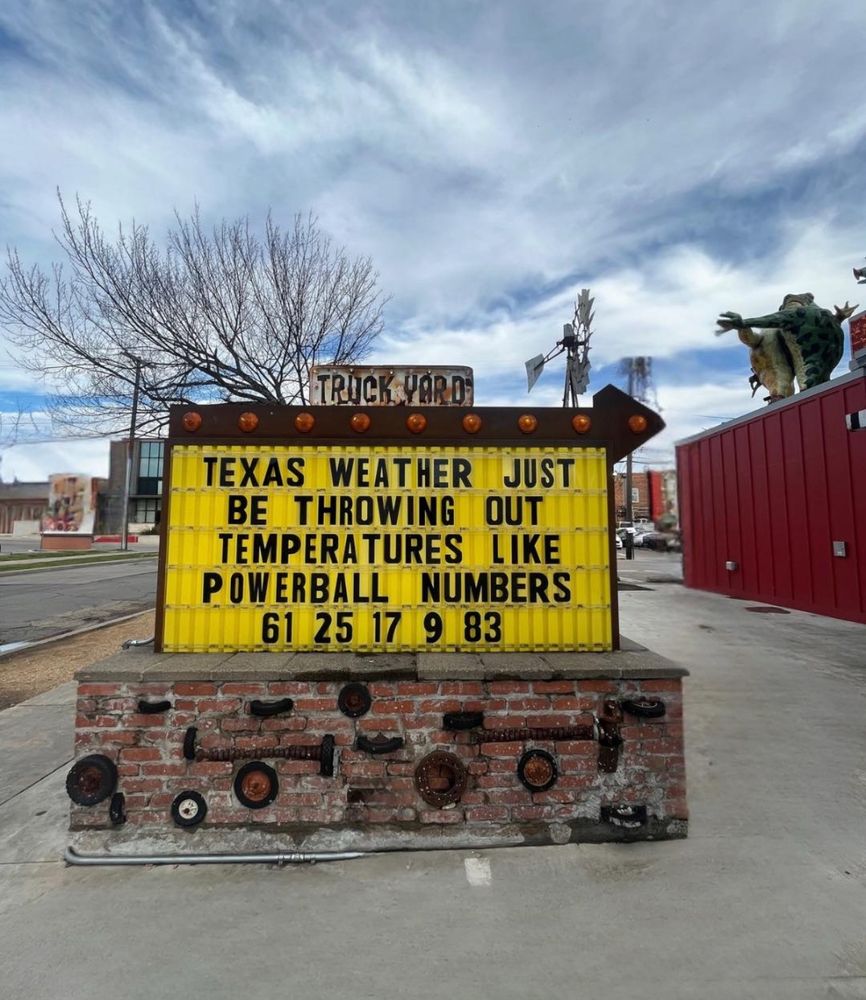 TRUCK YARD
TEXAS WEATHER JUST
BE THROWING OUT
TEMPERATURES LIKE
POWERBALL NUMBERS
61 25 17 9 83